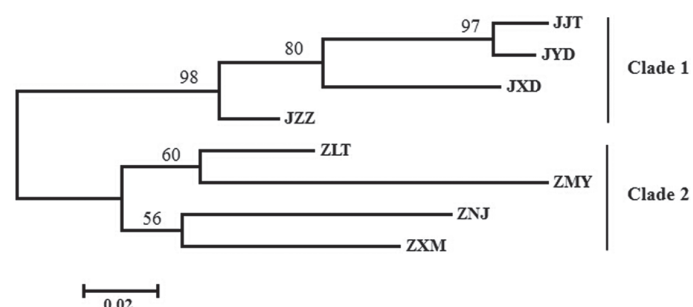 97
JJT
JYD
80
98
JXD
JZZ
Clade 1
60
ZLT
ZMY
56
ZNJ
ZXM
Clade 2
0.02